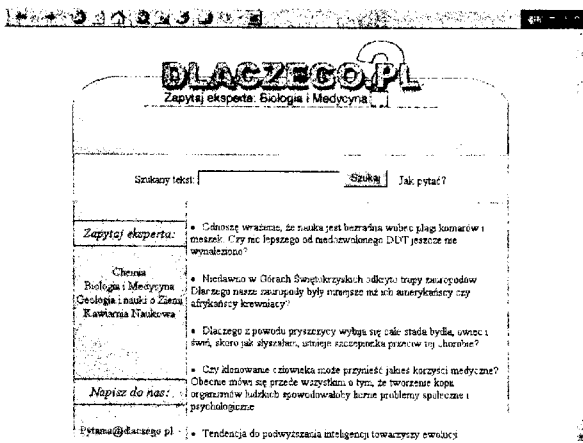 DLACZEGO.PL
Zapytaj eksperta: Biologia i Medycyna
Szukany tekst:
Szukaj
Jak pytać?
Zapytaj eksperta:
Chemia
Biologia i Medycyna
Geologia i nauki o Ziemi
Kawiarnia Naukowa
Napisz do nas:
Pytania@dlaczego.pl
• Odnoszę wrażenie, że nauka jest bezradna wobec plagi komarów i
meszek. Czy nic lepszego od niedozwolonego DDT jeszcze nie
wynaleziono?
• Niedawno w Górach Świętokrzyskich odkryto tropy zauropodów
Dlaczego nasze zauropody były mniejsze niż ich amerykańscy czy
afrykańscy krewniacy?
• Dlaczego z powodu pryszczycy wybija się całe stada bydła, owiec i
świń, skoro jak słyszałam, istnieje szczepionka przeciw tej chorobie?
• Czy klonowanie człowieka może przynieść jakieś korzyści medyczne?
Obecnie mówi się przede wszystkim o tym, że tworzenie kopii
organizmów ludzkich spowodowałoby liczne problemy społeczne i
psychologiczne
• Tendencja do podwyższania inteligencji towarzyszy ewolucji